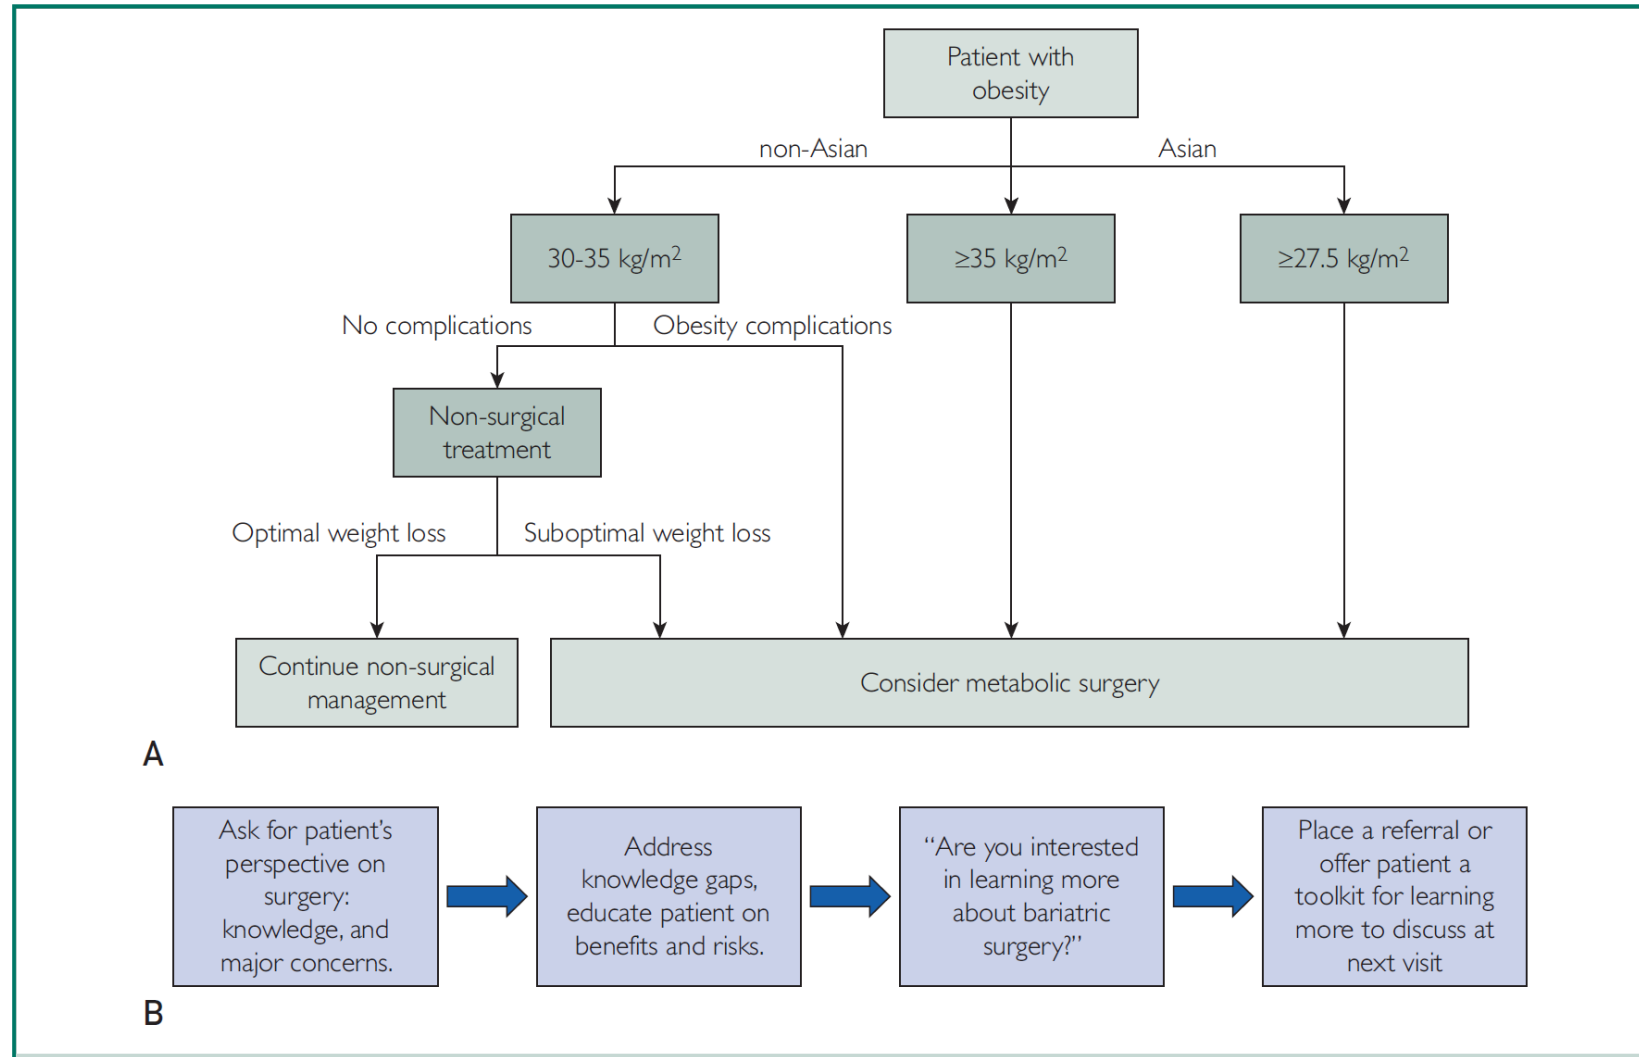 Patient with
obesity
non-Asian
Asian
30-35 kg/m²
≥35 kg/m²
≥27.5 kg/m²
No complications
Obesity complications
Non-surgical
treatment
Optimal weight loss
Suboptimal weight loss
Continue non-surgical
management
Consider metabolic surgery
A
Ask for patient’s
perspective on
surgery:
knowledge, and
major concerns.
Address
knowledge gaps,
educate patient on
benefits and risks.
“Are you interested
in learning more
about bariatric
surgery?”
Place a referral or
offer patient a
toolkit for learning
more to discuss at
next visit
B